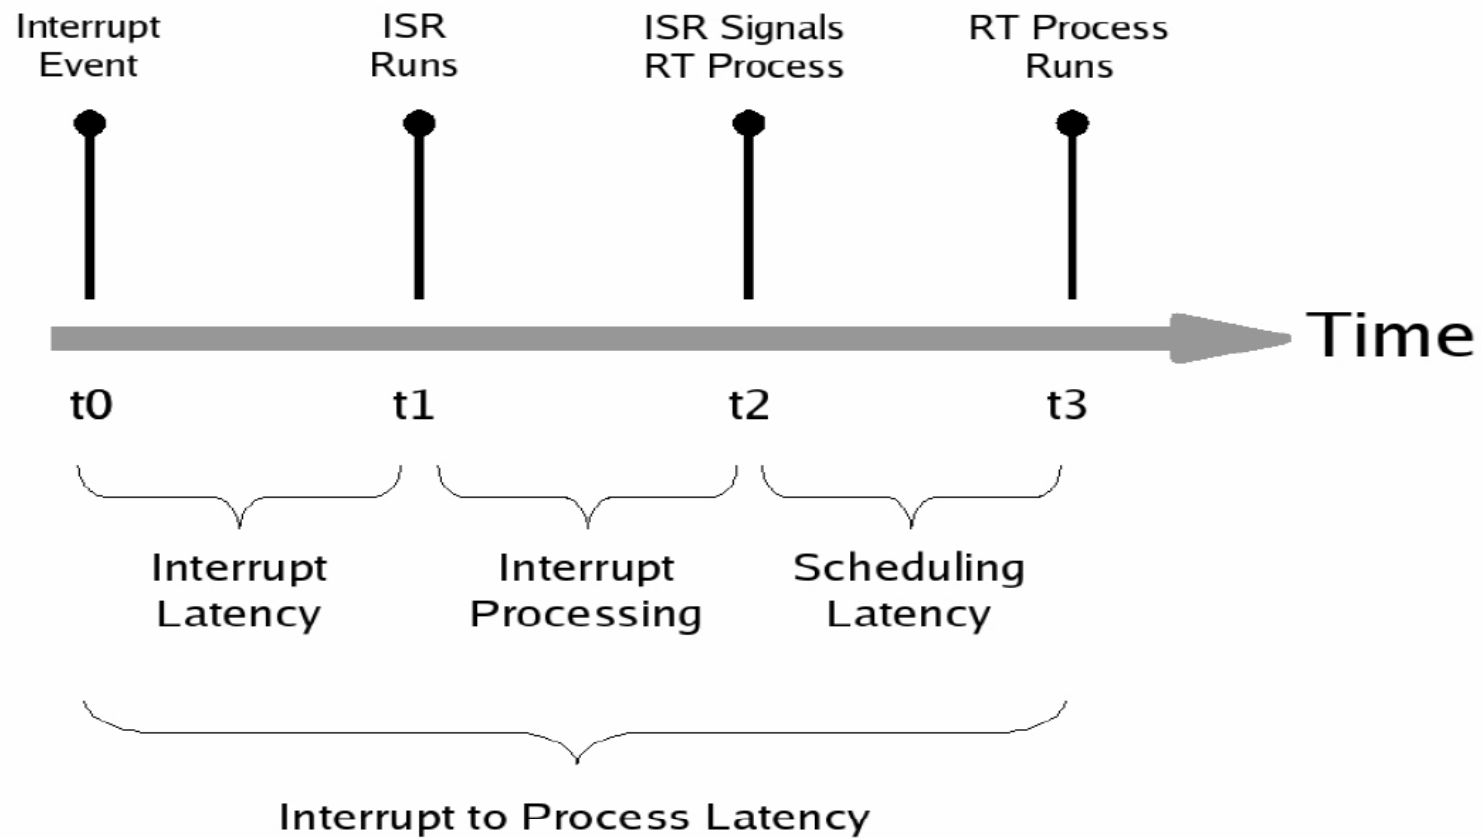 Interrupt
Event
ISR
Runs
ISR Signals
RT Process
RT Process
Runs
Time
t0
t1
t2
t3
Interrupt
Latency
Interrupt
Processing
Scheduling
Latency
Interrupt to Process Latency